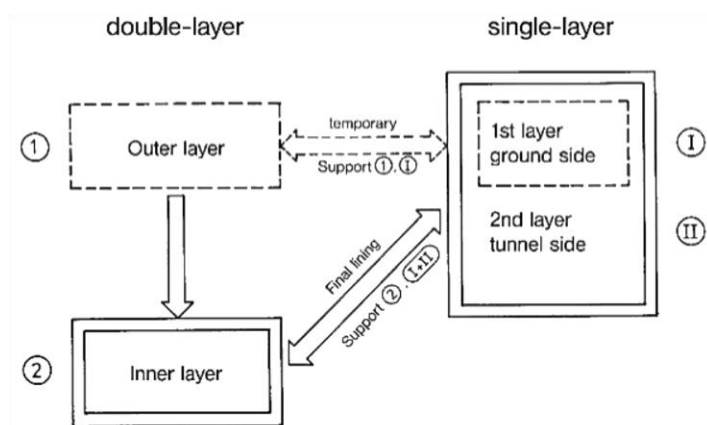 double-layer
single-layer
①
Outer layer
temporary
Support ①. Ⓘ
1st layer
ground side
Ⓘ
2nd layer
tunnel side
II
Final lining
Support ②. I+II
②
Inner layer